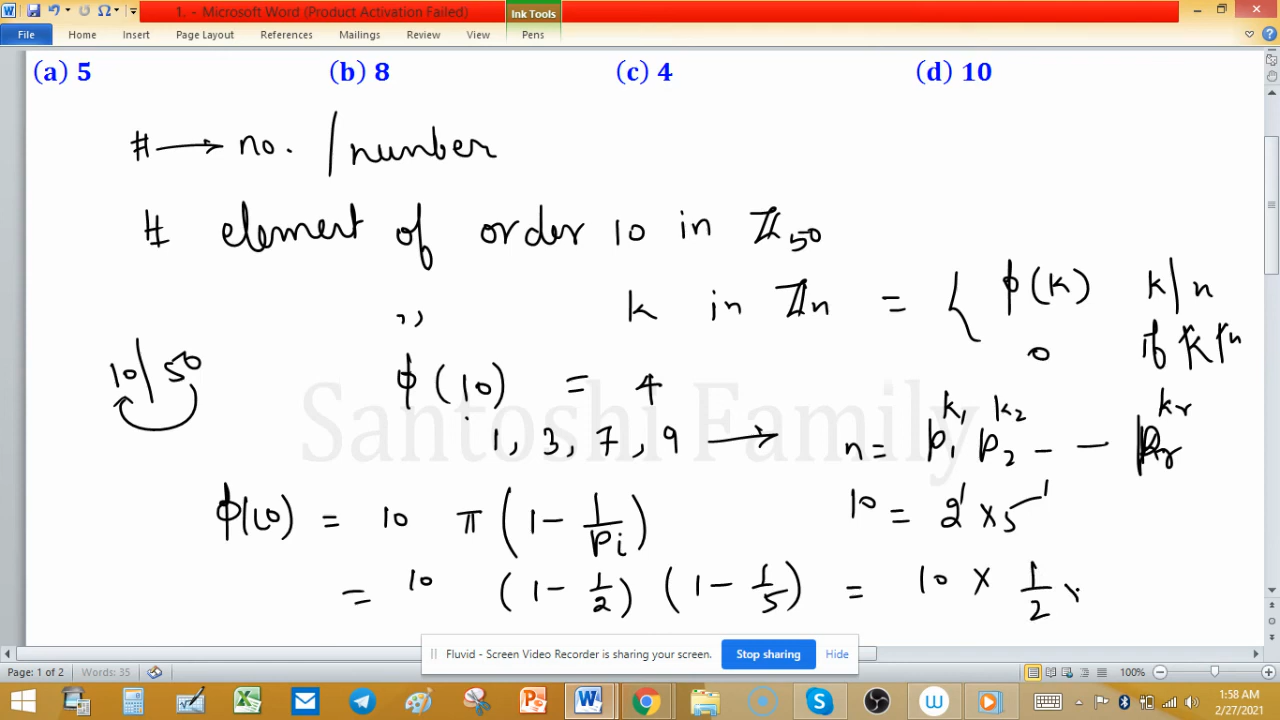 1. - Microsoft Word (Product Activation Failed)
Ink Tools
File Home Insert Page Layout References Mailings Review View Pens
(a) 5 (b) 8 (c) 4 (d) 10
# → no. / number
# element of order 10 in ℤ50
,, k in ℤn = { φ(k) k|n
0 if k∤n
10/50 φ(10) = 4
1, 3, 7, 9 → n = p₁^k₁ p₂^k₂ - - pᵣ^kᵣ
φ(10) = 10 π (1 - 1/pi) 10 = 2¹ × 5¹
= 10 (1 - 1/2) (1 - 1/5) = 10 × 1/2
Santoshi Family
Fluvid - Screen Video Recorder is sharing your screen. Stop sharing Hide
Page: 1 of 2 Words: 35 100%
1:58 AM
2/27/2021